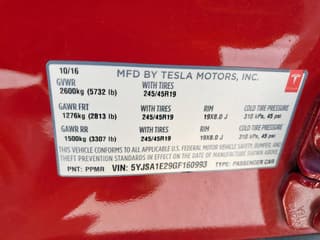 10/16 MFD BY TESLA MOTORS, INC.
GVWR WITH TIRES
2600kg (5732 lb) 245/45R19
GAWR FRT WITH TIRES RIM COLD TIRE PRESSURE
1276kg (2813 lb) 245/45R19 19X8.0 J 310 kPa, 45 psi
GAWR RR WITH TIRES RIM COLD TIRE PRESSURE
1500kg (3307 lb) 245/45R19 19X8.0 J 310 kPa, 45 psi
THIS VEHICLE CONFORMS TO ALL APPLICABLE U.S. FEDERAL MOTOR VEHICLE SAFETY, BUMPER, AND
THEFT PREVENTION STANDARDS IN EFFECT ON THE DATE OF MANUFACTURE SHOWN ABOVE.
PNT: PPMR VIN: 5YJSA1E29GF160993 TYPE: PASSENGER CAR